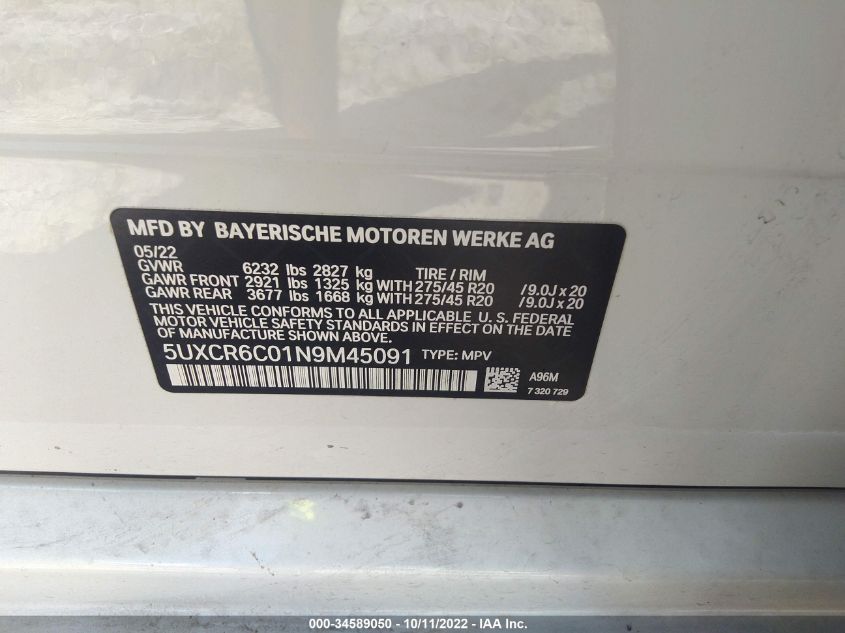 MFD BY BAYERISCHE MOTOREN WERKE AG
05/22
GVWR 6232 lbs 2827 kg TIRE / RIM
GAWR FRONT 2921 lbs 1325 kg WITH 275/45 R20 /9.0J x 20
GAWR REAR 3677 lbs 1668 kg WITH 275/45 R20 /9.0J x 20
THIS VEHICLE CONFORMS TO ALL APPLICABLE U. S. FEDERAL
MOTOR VEHICLE SAFETY STANDARDS IN EFFECT ON THE DATE
OF MANUFACTURE SHOWN ABOVE.
5UXCR6C01N9M45091 TYPE: MPV
A96M
7 320 729
000-34589050 - 10/11/2022 - IAA Inc.